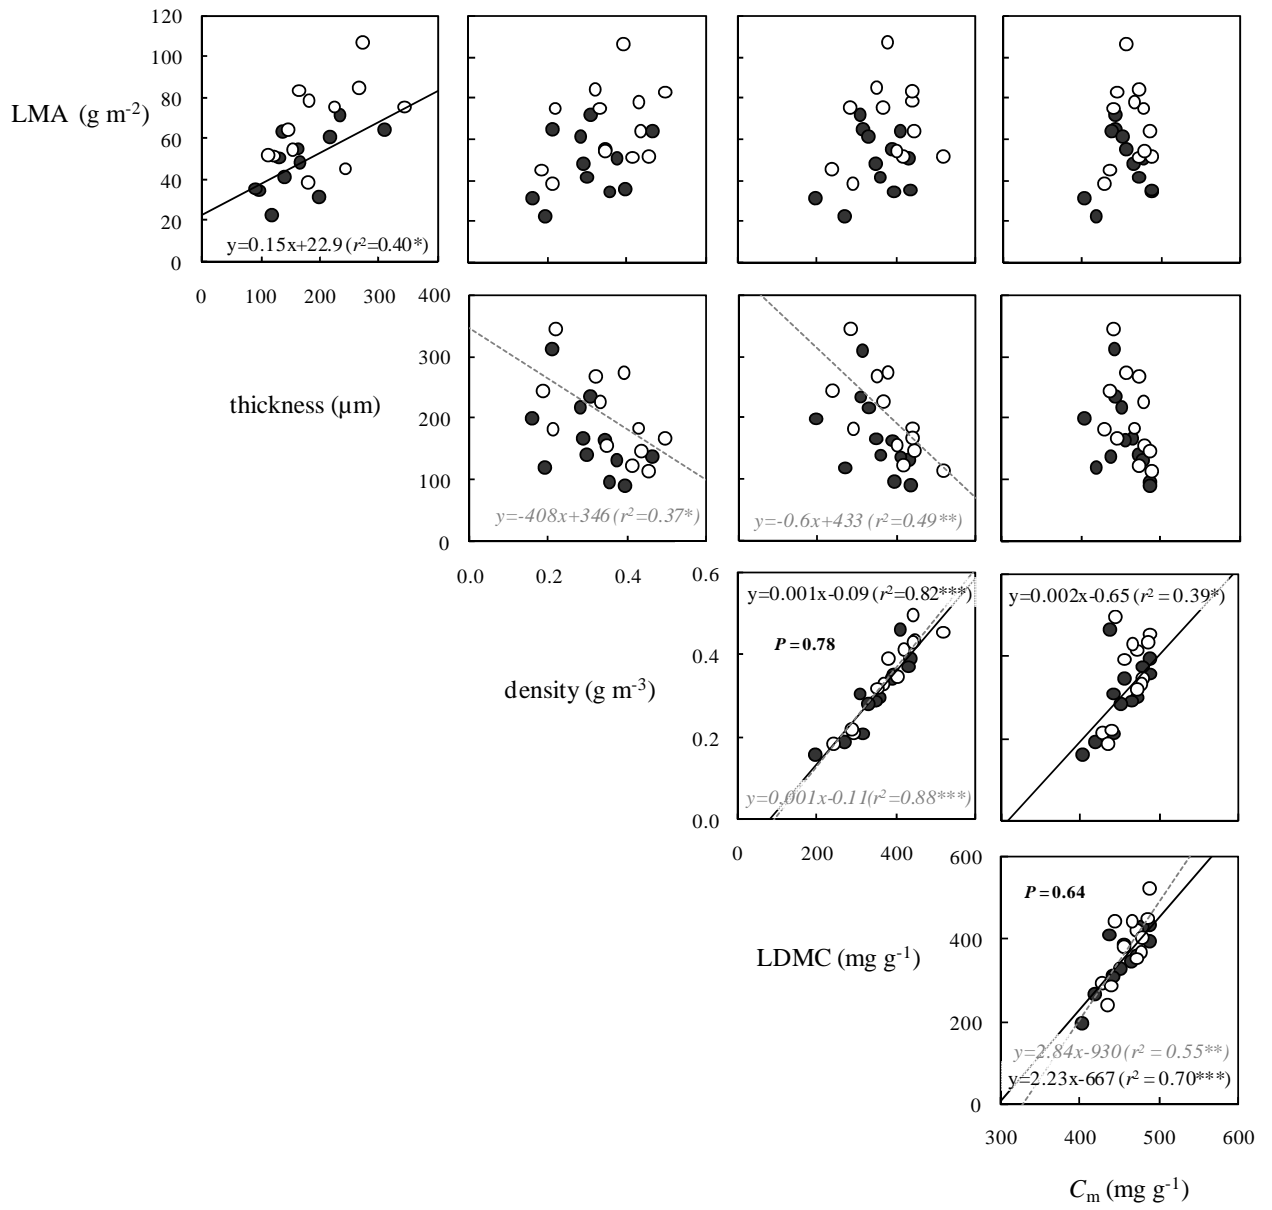 120
100
80
60
40
20
0
LMA (g m-2)
y=0.15x+22.9 (r2=0.40*)
0 100 200 300
400
300
200
100
0
thickness (µm)
y=-408x+346 (r2=0.37*)
y=-0.6x+433 (r2=0.49**)
0.0 0.2 0.4
0.6
0.4
0.2
0.0
density (g m-3)
y=0.001x-0.09 (r2=0.82***)
P = 0.78
y=0.001x-0.11(r2=0.88***)
y=0.002x-0.65 (r2 = 0.39*)
0 200 400
600
400
200
0
LDMC (mg g-1)
P = 0.64
y=2.84x-930 (r2 = 0.55**)
y=2.23x-667 (r2 = 0.70***)
300 400 500 600
Cm (mg g-1)